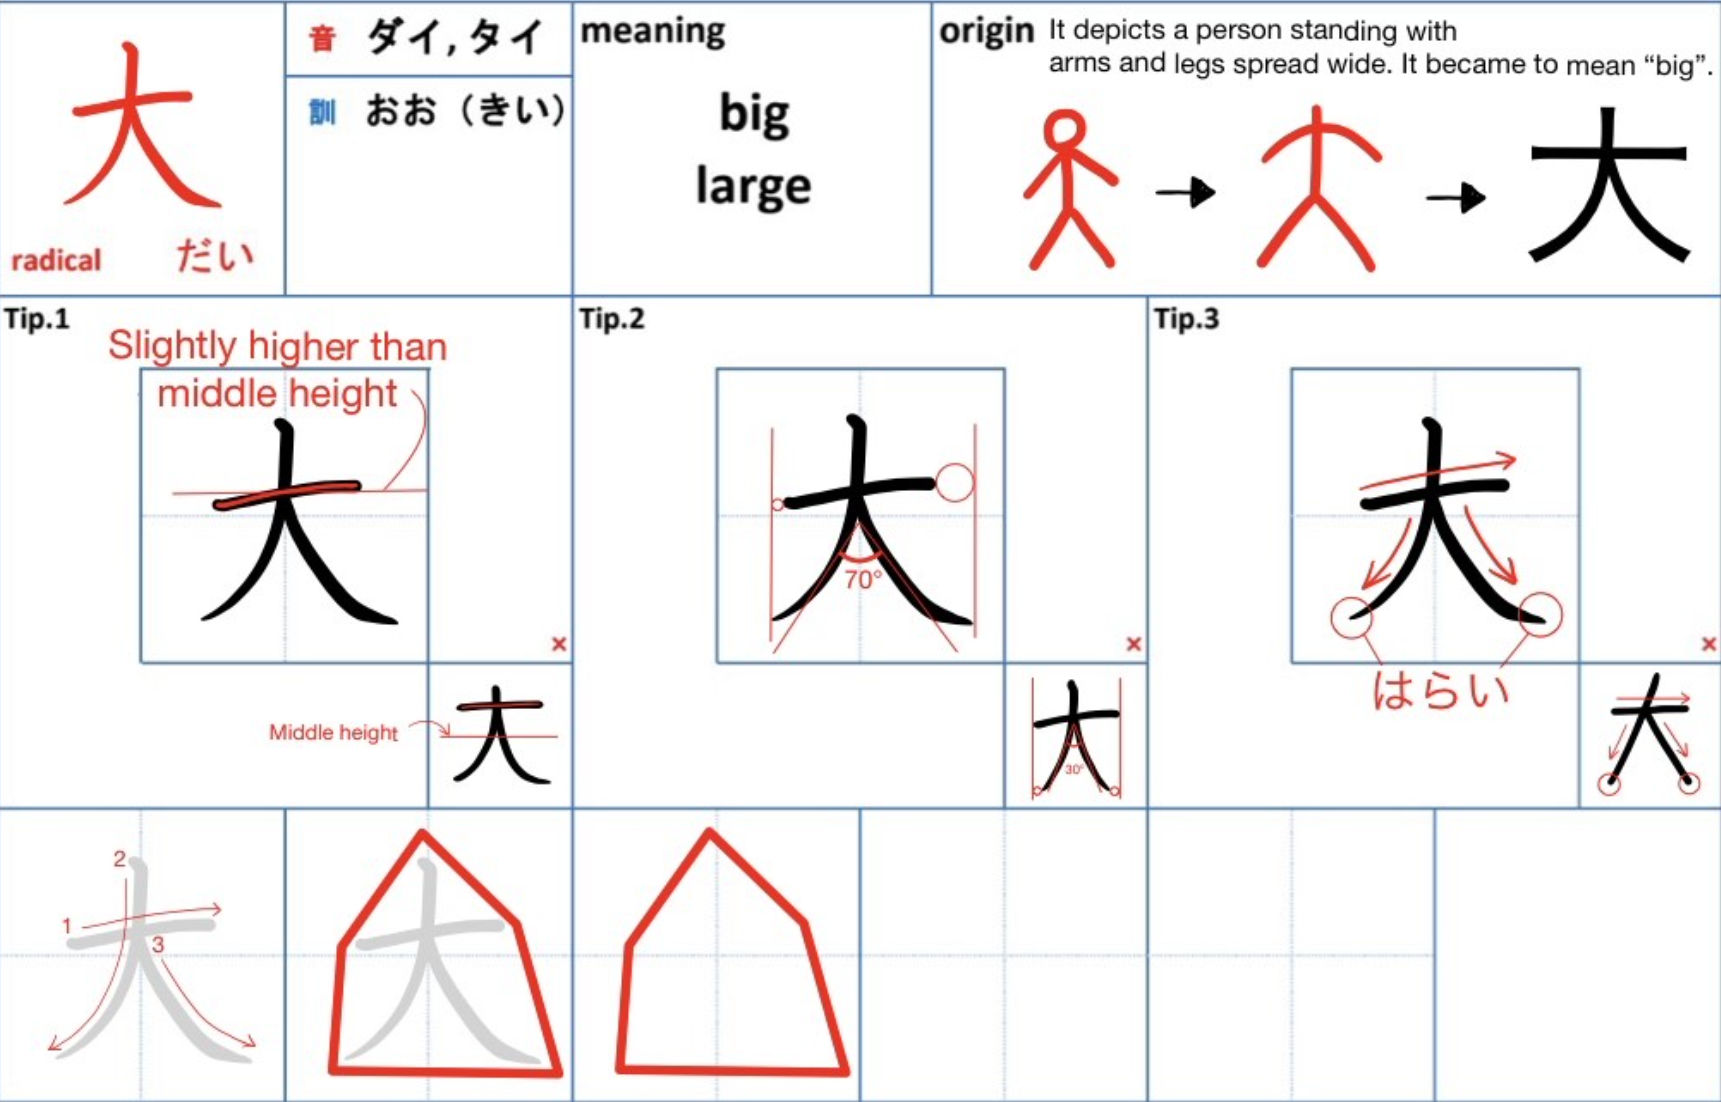 大
radical だい
音 ダイ, タイ
訓 おお（きい）
meaning
big
large
origin It depicts a person standing with
arms and legs spread wide. It became to mean “big”.
大
Tip.1
Slightly higher than
middle height
大
×
Middle height
大
Tip.2
大
70°
×
大
30°
Tip.3
大
はらい
×
大
1
2
3
大
大